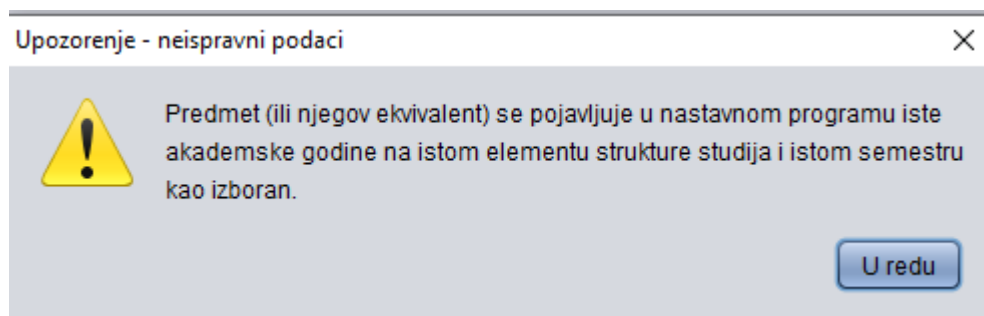 Upozorenje - neispravni podaci
Predmet (ili njegov ekvivalent) se pojavljuje u nastavnom programu iste
akademske godine na istom elementu strukture studija i istom semestru
kao izboran.
U redu